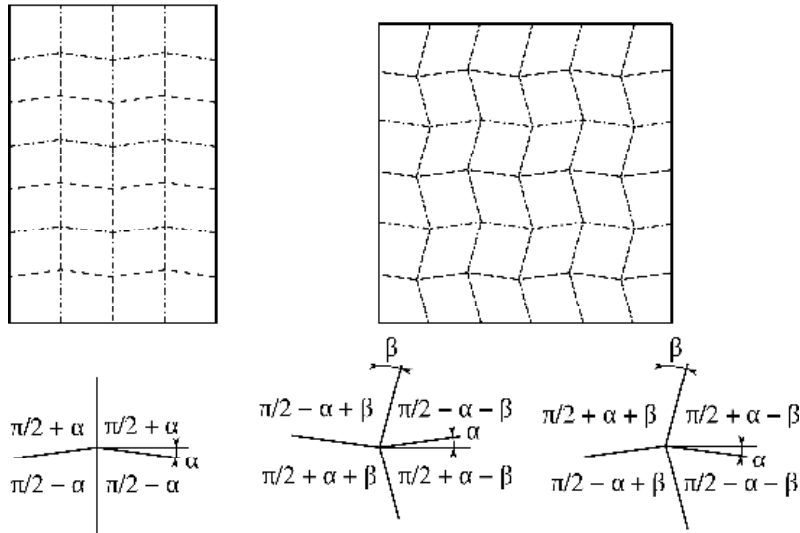 β
π/2 − α + β
π/2 − α − β
α
π/2 + α + β
π/2 + α − β
β
π/2 + α + β
π/2 + α − β
α
π/2 − α + β
π/2 − α − β
π/2 + α
π/2 + α
α
π/2 − α
π/2 − α